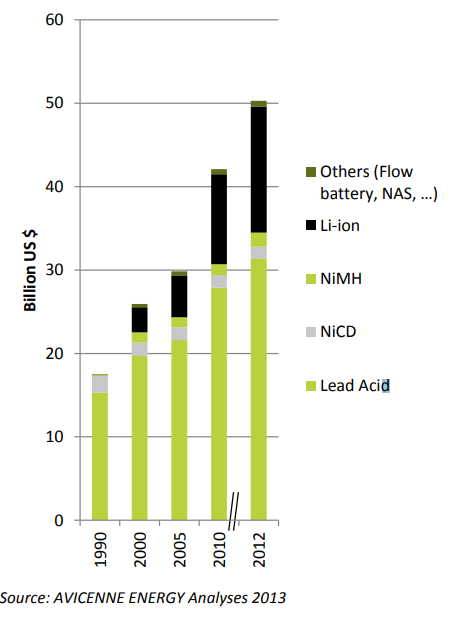 60
50
40
30
20
10
0
Billion US $
1990
2000
2005
2010
2012
Others (Flow
battery, NAS, ...)
Li-ion
NiMH
NiCD
Lead Acid
Source: AVICENNE ENERGY Analyses 2013